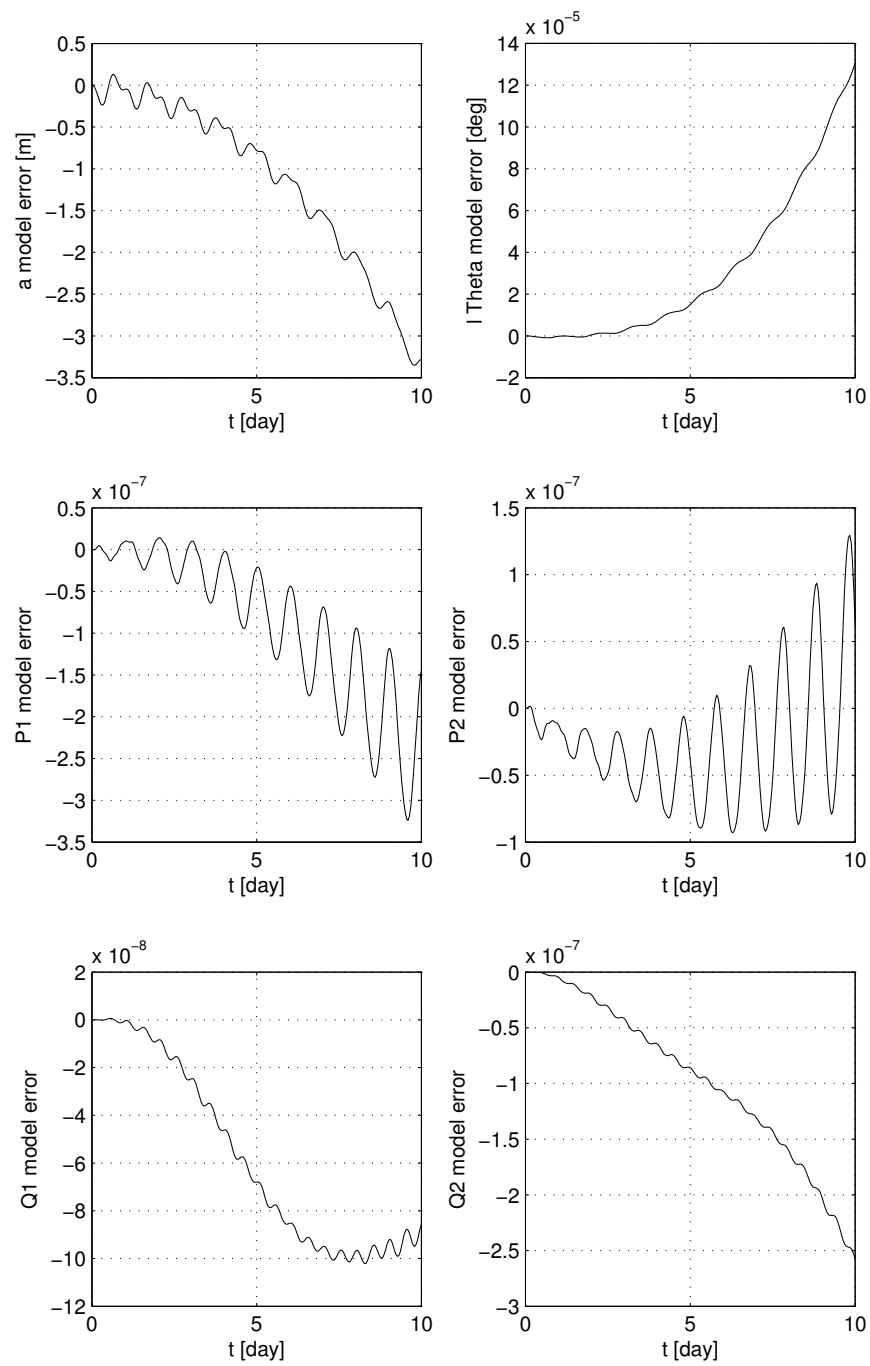 0.5
0
−0.5
−1
−1.5
−2
−2.5
−3
−3.5
a model error [m]
0 5 10
t [day]
x 10−5
14
12
10
8
6
4
2
0
−2
l Theta model error [deg]
0 5 10
t [day]
x 10−7
0.5
0
−0.5
−1
−1.5
−2
−2.5
−3
−3.5
P1 model error
0 5 10
t [day]
x 10−7
1.5
1
0.5
0
−0.5
−1
P2 model error
0 5 10
t [day]
x 10−8
2
0
−2
−4
−6
−8
−10
−12
Q1 model error
0 5 10
t [day]
x 10−7
0
−0.5
−1
−1.5
−2
−2.5
−3
Q2 model error
0 5 10
t [day]